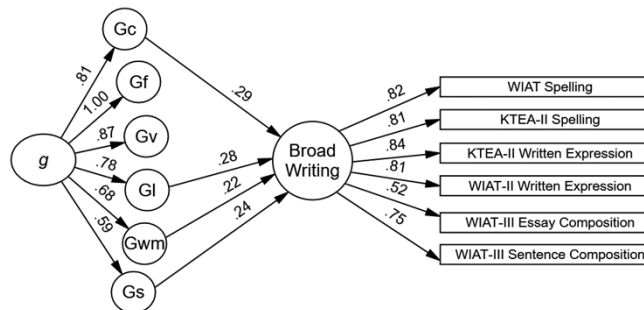 Gc
.81
.29
Gf
1.00
.82
WIAT Spelling
.87
Gv
.81
KTEA-II Spelling
g
Broad
Writing
.84
KTEA-II Written Expression
.78
Gl
.28
.81
WIAT-II Written Expression
.68
.22
.52
WIAT-III Essay Composition
.59
Gwm
.24
.75
WIAT-III Sentence Composition
Gs